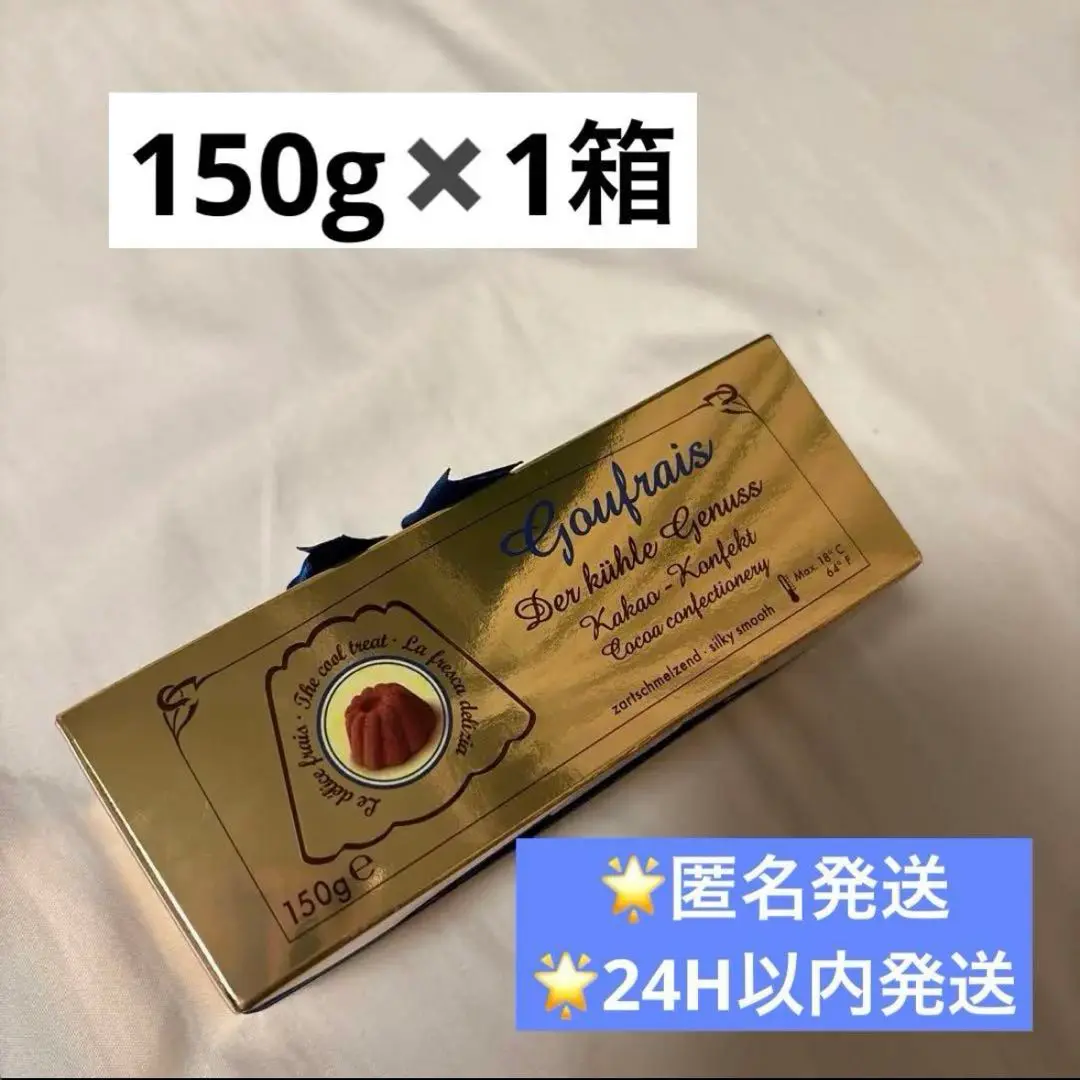 150g✖️1箱
Goufrais
Der kühle Genuss
Kakao-Konfekt
Cocoa confectionery
zartschmelzend · silky smooth
Max. 18° C
64° F
Le délice frais · The cool treat · La fresca delizia
150g e
🌟匿名発送
🌟24H以内発送